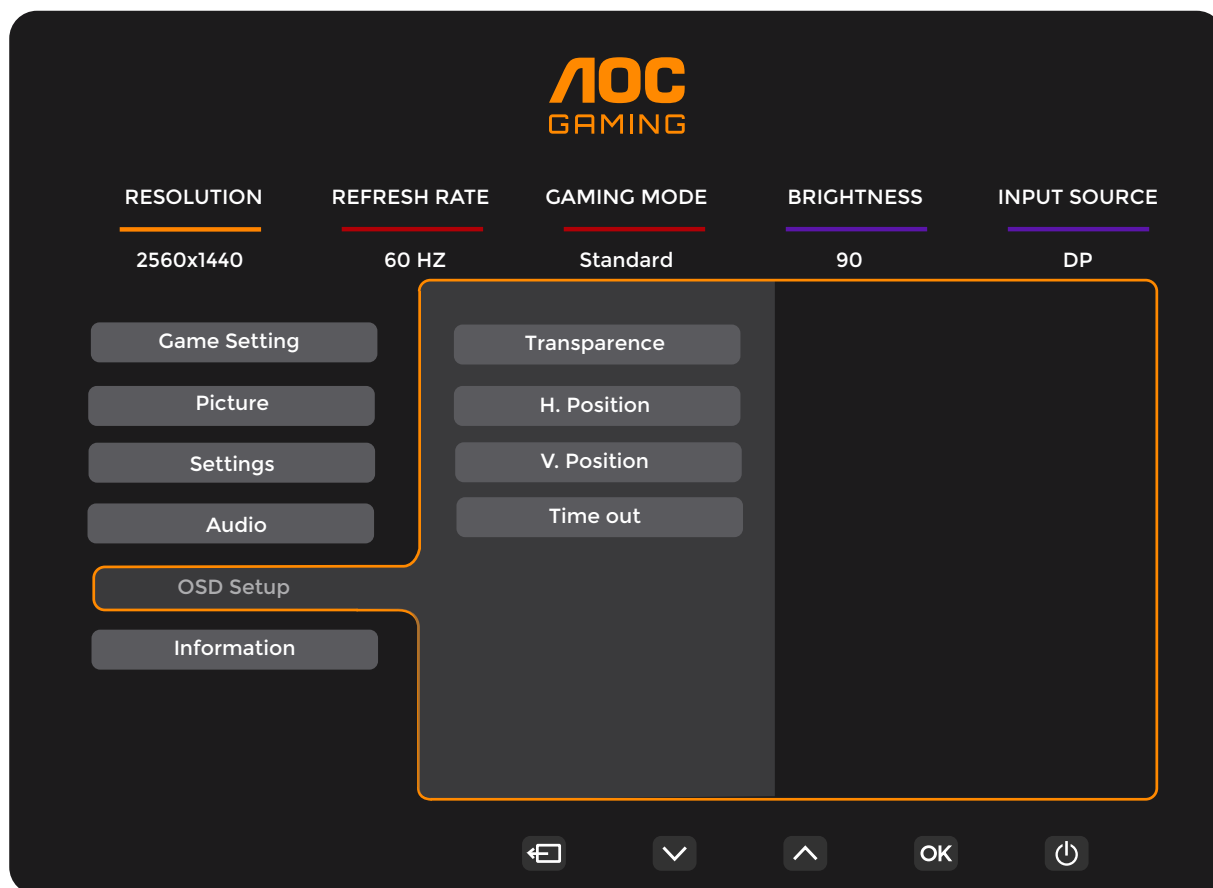 AOC
GAMING
RESOLUTION REFRESH RATE GAMING MODE BRIGHTNESS INPUT SOURCE
2560x1440 60 HZ Standard 90 DP
Game Setting Transparence
Picture H. Position
Settings V. Position
Audio Time out
OSD Setup
Information
OK